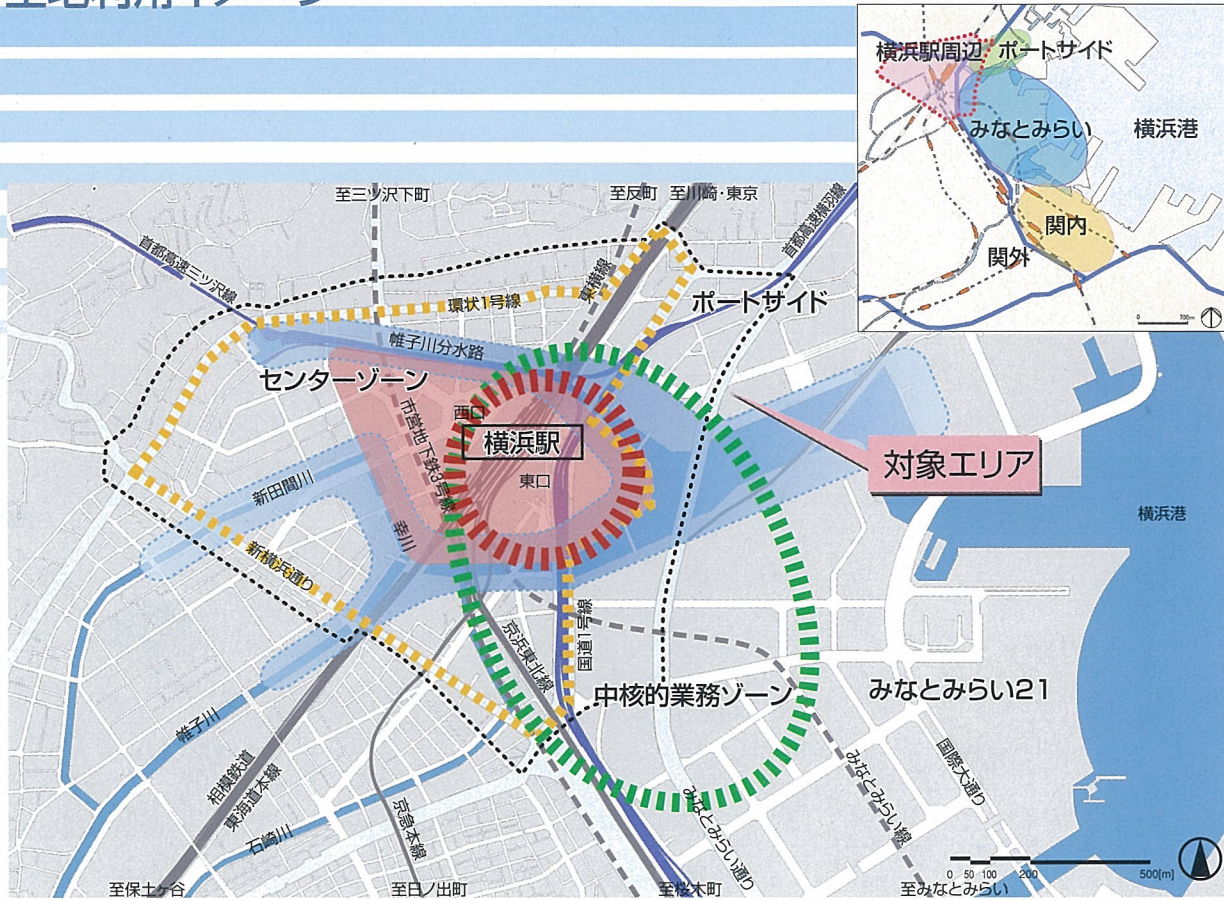 土地利用イメージ
横浜駅周辺
ポートサイド
みなとみらい
横浜港
関内
関外
0 700m
至三ツ沢下町
至反町
至川崎・東京
首都高速横羽線
首都高速三ツ沢線
東横線
環状1号線
ポートサイド
帷子川分水路
センターゾーン
市営地下鉄3号線
西口
横浜駅
東口
対象エリア
新田間川
幸川
横浜港
新横浜通り
京浜東北線
国道1号線
中核的業務ゾーン
みなとみらい21
帷子川
相模鉄道
東海道本線
石崎川
京急本線
みなとみらい通り
みなとみらい線
国際大通り
0 50 100 200 500[m]
至保土ヶ谷
至日ノ出町
至桜木町
至みなとみらい